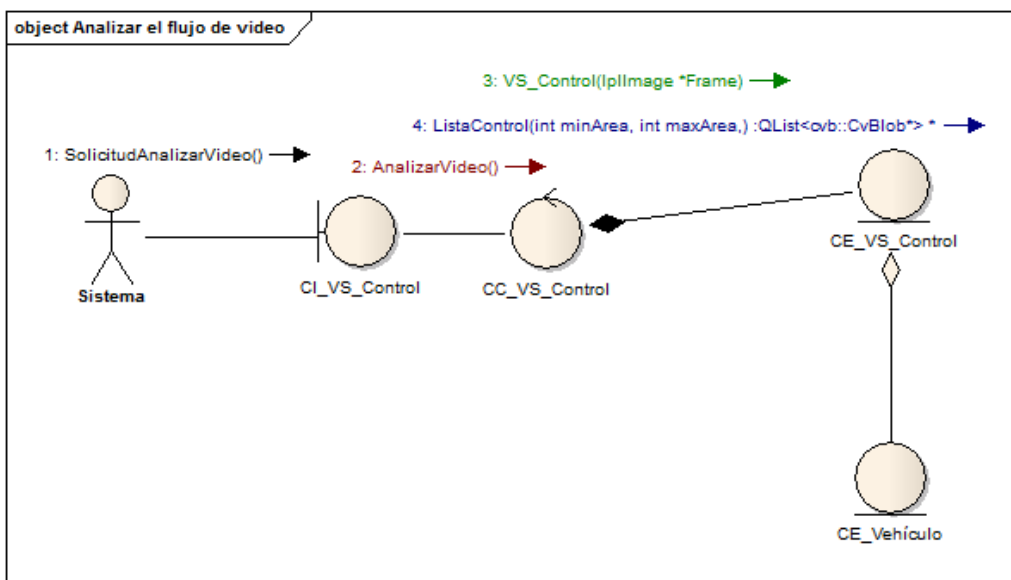 object Analizar el flujo de video
3: VS_Control(IplImage *Frame)
4: ListaControl(int minArea, int maxArea,) :QList<cvb::CvBlob*> *
1: SolicitudAnalizarVideo()
2: AnalizarVideo()
CE_VS_Control
CI_VS_Control
CC_VS_Control
Sistema
CE_Vehículo